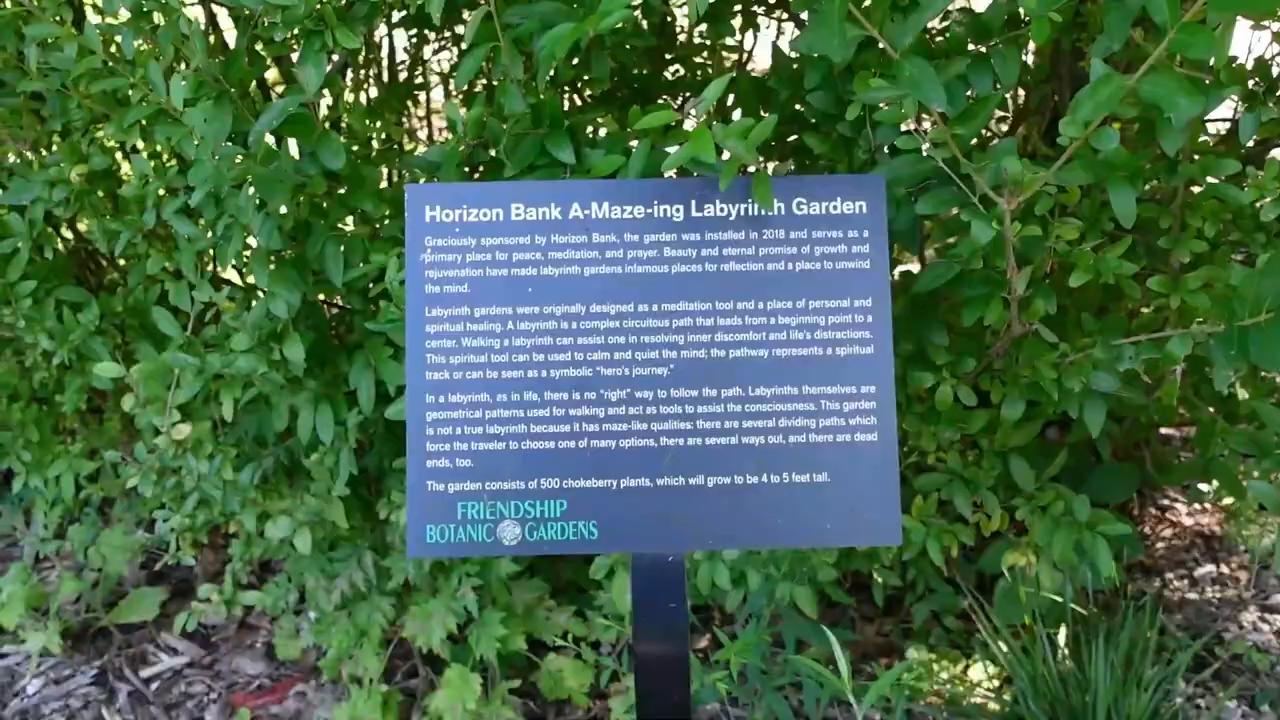 Horizon Bank A-Maze-ing Labyrinth Garden
Graciously sponsored by Horizon Bank, the garden was installed in 2018 and serves as a
primary place for peace, meditation, and prayer. Beauty and eternal promise of growth and
rejuvenation have made labyrinth gardens infamous places for reflection and a place to unwind
the mind.
Labyrinth gardens were originally designed as a meditation tool and a place of personal and
spiritual healing. A labyrinth is a complex circuitous path that leads from a beginning point to a
center. Walking a labyrinth can assist one in resolving inner discomfort and life's distractions.
This spiritual tool can be used to calm and quiet the mind; the pathway represents a spiritual
track or can be seen as a symbolic "hero's journey."
In a labyrinth, as in life, there is no "right" way to follow the path. Labyrinths themselves are
geometrical patterns used for walking and act as tools to assist the consciousness. This garden
is not a true labyrinth because it has maze-like qualities: there are several dividing paths which
force the traveler to choose one of many options, there are several ways out, and there are dead
ends, too.
The garden consists of 500 chokeberry plants, which will grow to be 4 to 5 feet tall.
FRIENDSHIP
BOTANIC GARDENS